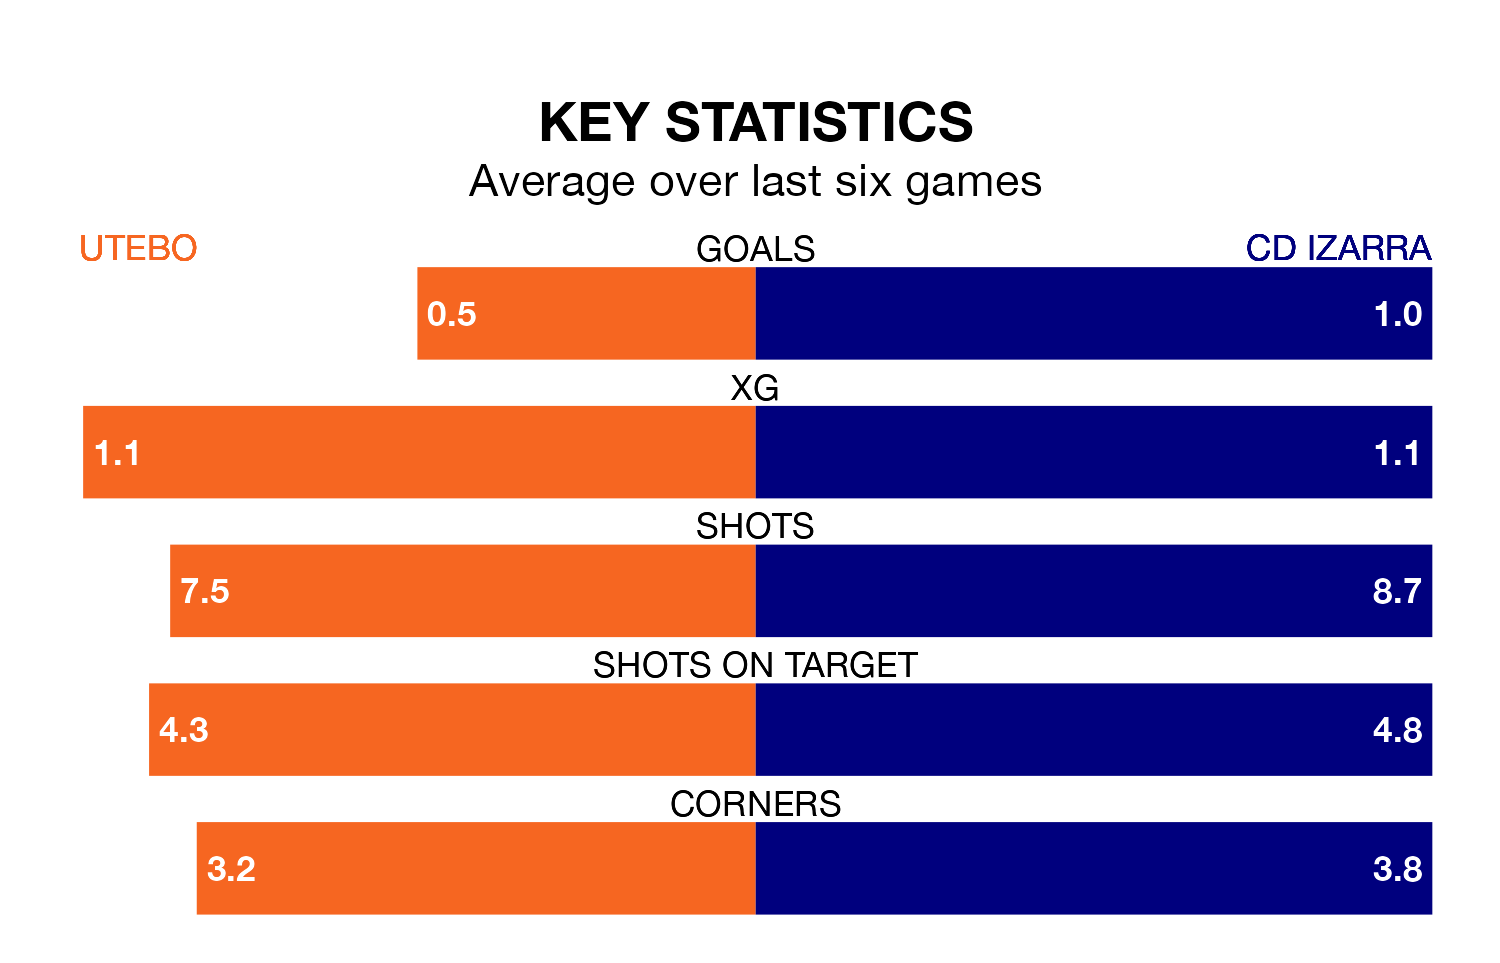 KEY STATISTICS
Average over last six games
UTEBO GOALS CD IZARRA
0.5 1.0
XG
1.1 1.1
SHOTS
7.5 8.7
SHOTS ON TARGET
4.3 4.8
CORNERS
3.2 3.8